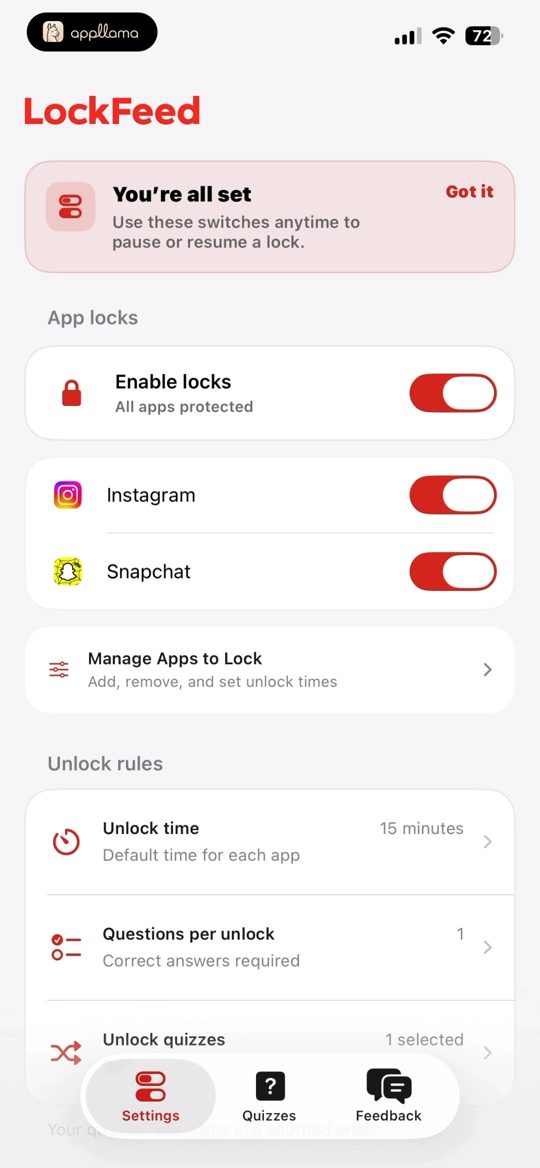 appllama
72
LockFeed
You're all set
Got it
Use these switches anytime to
pause or resume a lock.
App locks
Enable locks
All apps protected
Instagram
Snapchat
Manage Apps to Lock
Add, remove, and set unlock times
Unlock rules
Unlock time
15 minutes
Default time for each app
Questions per unlock
1
Correct answers required
Unlock quizzes
1 selected
Settings
Quizzes
Feedback